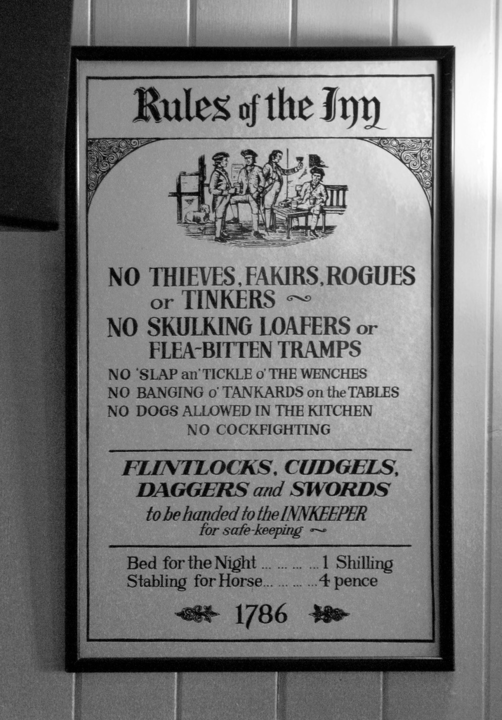 Rules of the Inn
NO THIEVES, FAKIRS, ROGUES
or TINKERS ~
NO SKULKING LOAFERS or
FLEA-BITTEN TRAMPS
NO 'SLAP an' TICKLE o' THE WENCHES
NO BANGING o' TANKARDS on the TABLES
NO DOGS ALLOWED IN THE KITCHEN
NO COCKFIGHTING
FLINTLOCKS, CUDGELS,
DAGGERS and SWORDS
to be handed to the INNKEEPER
for safe-keeping ~
Bed for the Night ... ... ... ... 1 Shilling
Stabling for Horse... ... ... ... 4 pence
1786